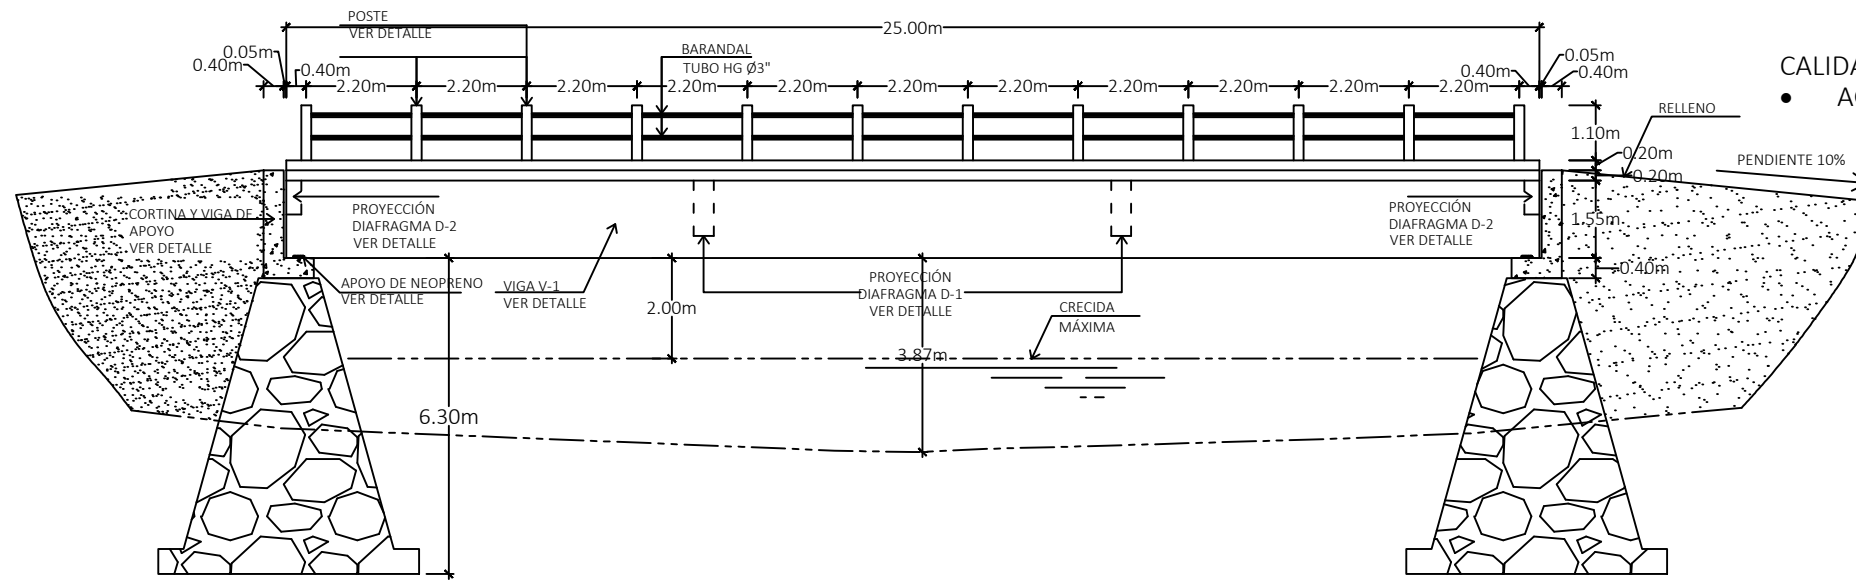 POSTE
VER DETALLE
25.00m
BARANDAL
TUBO HG Ø3"
0.05m
0.40m
0.40m
2.20m
2.20m
2.20m
2.20m
2.20m
2.20m
2.20m
2.20m
2.20m
2.20m
2.20m
0.40m
0.05m
0.40m
CALIDA
• A
RELLENO
1.10m
0.20m
0.20m
PENDIENTE 10%
1.55m
0.40m
CORTINA Y VIGA DE
APOYO
VER DETALLE
PROYECCIÓN
DIAFRAGMA D-2
VER DETALLE
PROYECCIÓN
DIAFRAGMA D-2
VER DETALLE
APOYO DE NEOPRENO
VER DETALLE
VIGA V-1
VER DETALLE
PROYECCIÓN
DIAFRAGMA D-1
VER DETALLE
2.00m
CRECIDA
MÁXIMA
3.87m
6.30m